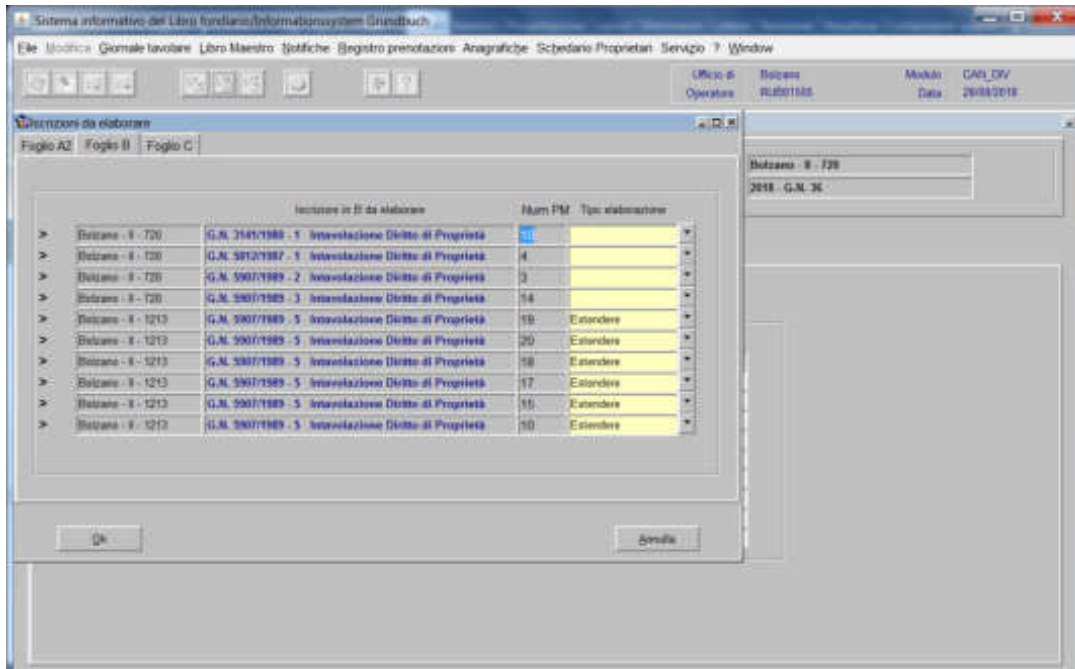 Sistema informativo del Libro fondiario/Informationssystem Grundbuch
File Modifica Giornale tavolare Libro Maestro Notifiche Registro prenotazioni Anagrafiche Schedario Proprietari Servizio ? Window
Ufficio di Bolzano Modulo CAN_DIV
Operatore Data
Iscrizioni da elaborare
Foglio A2 Foglio B Foglio C
Bolzano - II - 720
2018 - G.N. 36
Iscrizione in B da elaborare Num PM Tipo elaborazione
> Bolzano - II - 720 G.N. 3141/1980 - 1 Intavolazione Diritto di Proprietà
> Bolzano - II - 720 G.N. 5012/1987 - 1 Intavolazione Diritto di Proprietà 4
> Bolzano - II - 720 G.N. 5907/1989 - 2 Intavolazione Diritto di Proprietà 3
> Bolzano - II - 720 G.N. 5907/1989 - 3 Intavolazione Diritto di Proprietà 14
> Bolzano - II - 1213 G.N. 5907/1989 - 5 Intavolazione Diritto di Proprietà 19 Estendere
> Bolzano - II - 1213 G.N. 5907/1989 - 5 Intavolazione Diritto di Proprietà 20 Estendere
> Bolzano - II - 1213 G.N. 5907/1989 - 5 Intavolazione Diritto di Proprietà 18 Estendere
> Bolzano - II - 1213 G.N. 5907/1989 - 5 Intavolazione Diritto di Proprietà 17 Estendere
> Bolzano - II - 1213 G.N. 5907/1989 - 5 Intavolazione Diritto di Proprietà 15 Estendere
> Bolzano - II - 1213 G.N. 5907/1989 - 5 Intavolazione Diritto di Proprietà 10 Estendere
Ok Annulla